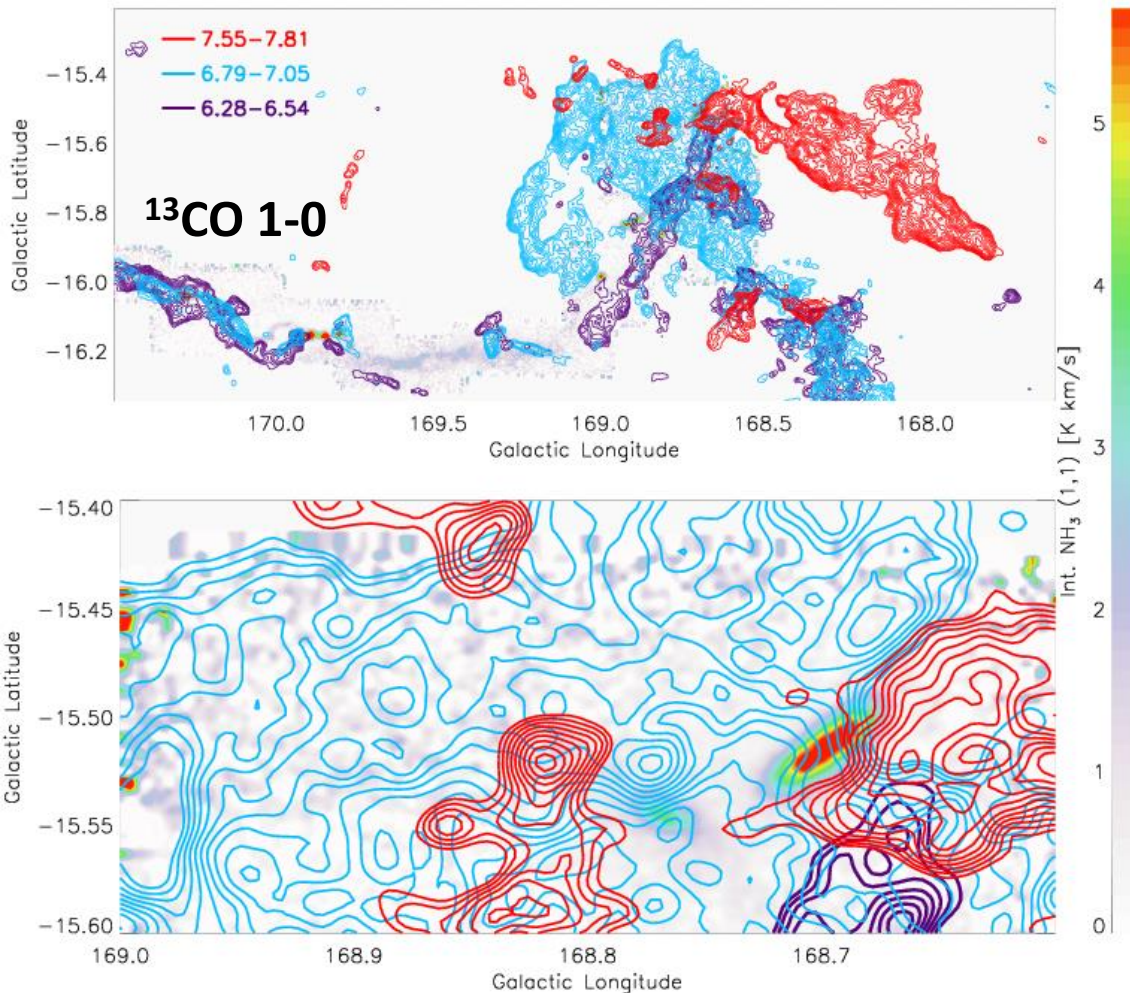 7.55−7.81
6.79−7.05
6.28−6.54
¹³CO 1-0
−15.4
−15.6
−15.8
−16.0
−16.2
Galactic Latitude
170.0 169.5 169.0 168.5 168.0
Galactic Longitude
−15.40
−15.45
−15.50
−15.55
−15.60
Galactic Latitude
169.0 168.9 168.8 168.7
Galactic Longitude
5
4
3
2
1
0
Int. NH₃ (1,1) [K km/s]